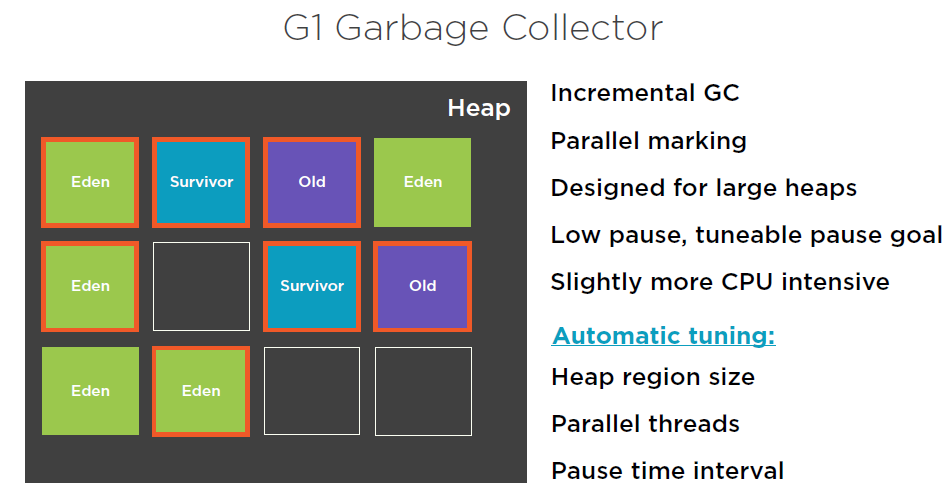 G1 Garbage Collector
Heap
Eden
Survivor
Old
Eden
Eden
Survivor
Old
Eden
Eden
Incremental GC
Parallel marking
Designed for large heaps
Low pause, tuneable pause goal
Slightly more CPU intensive
Automatic tuning:
Heap region size
Parallel threads
Pause time interval